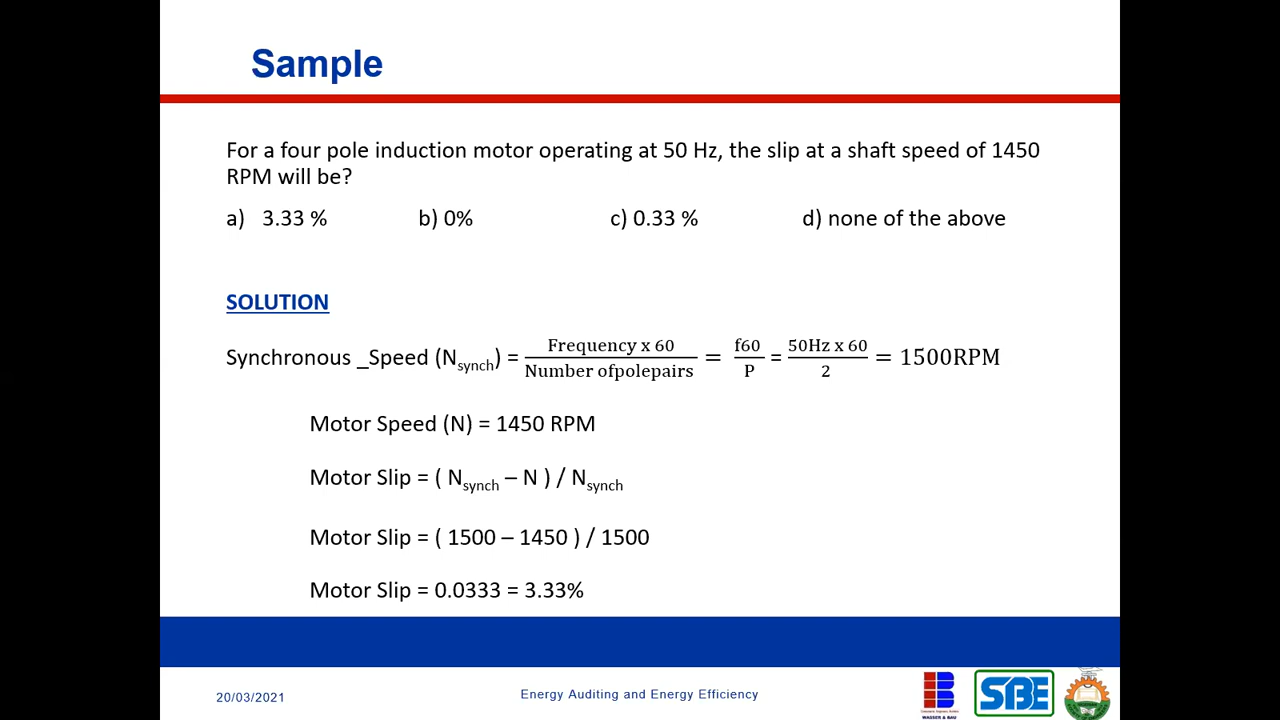 Sample
For a four pole induction motor operating at 50 Hz, the slip at a shaft speed of 1450
RPM will be?
a) 3.33 % b) 0% c) 0.33 % d) none of the above
SOLUTION
Synchronous _Speed (Nsynch) = Frequency x 60 / Number ofpolepairs = f60 / P = 50Hz x 60 / 2 = 1500RPM
Motor Speed (N) = 1450 RPM
Motor Slip = ( Nsynch – N ) / Nsynch
Motor Slip = ( 1500 – 1450 ) / 1500
Motor Slip = 0.0333 = 3.33%
20/03/2021 Energy Auditing and Energy Efficiency
WASSER & BAU
SBE